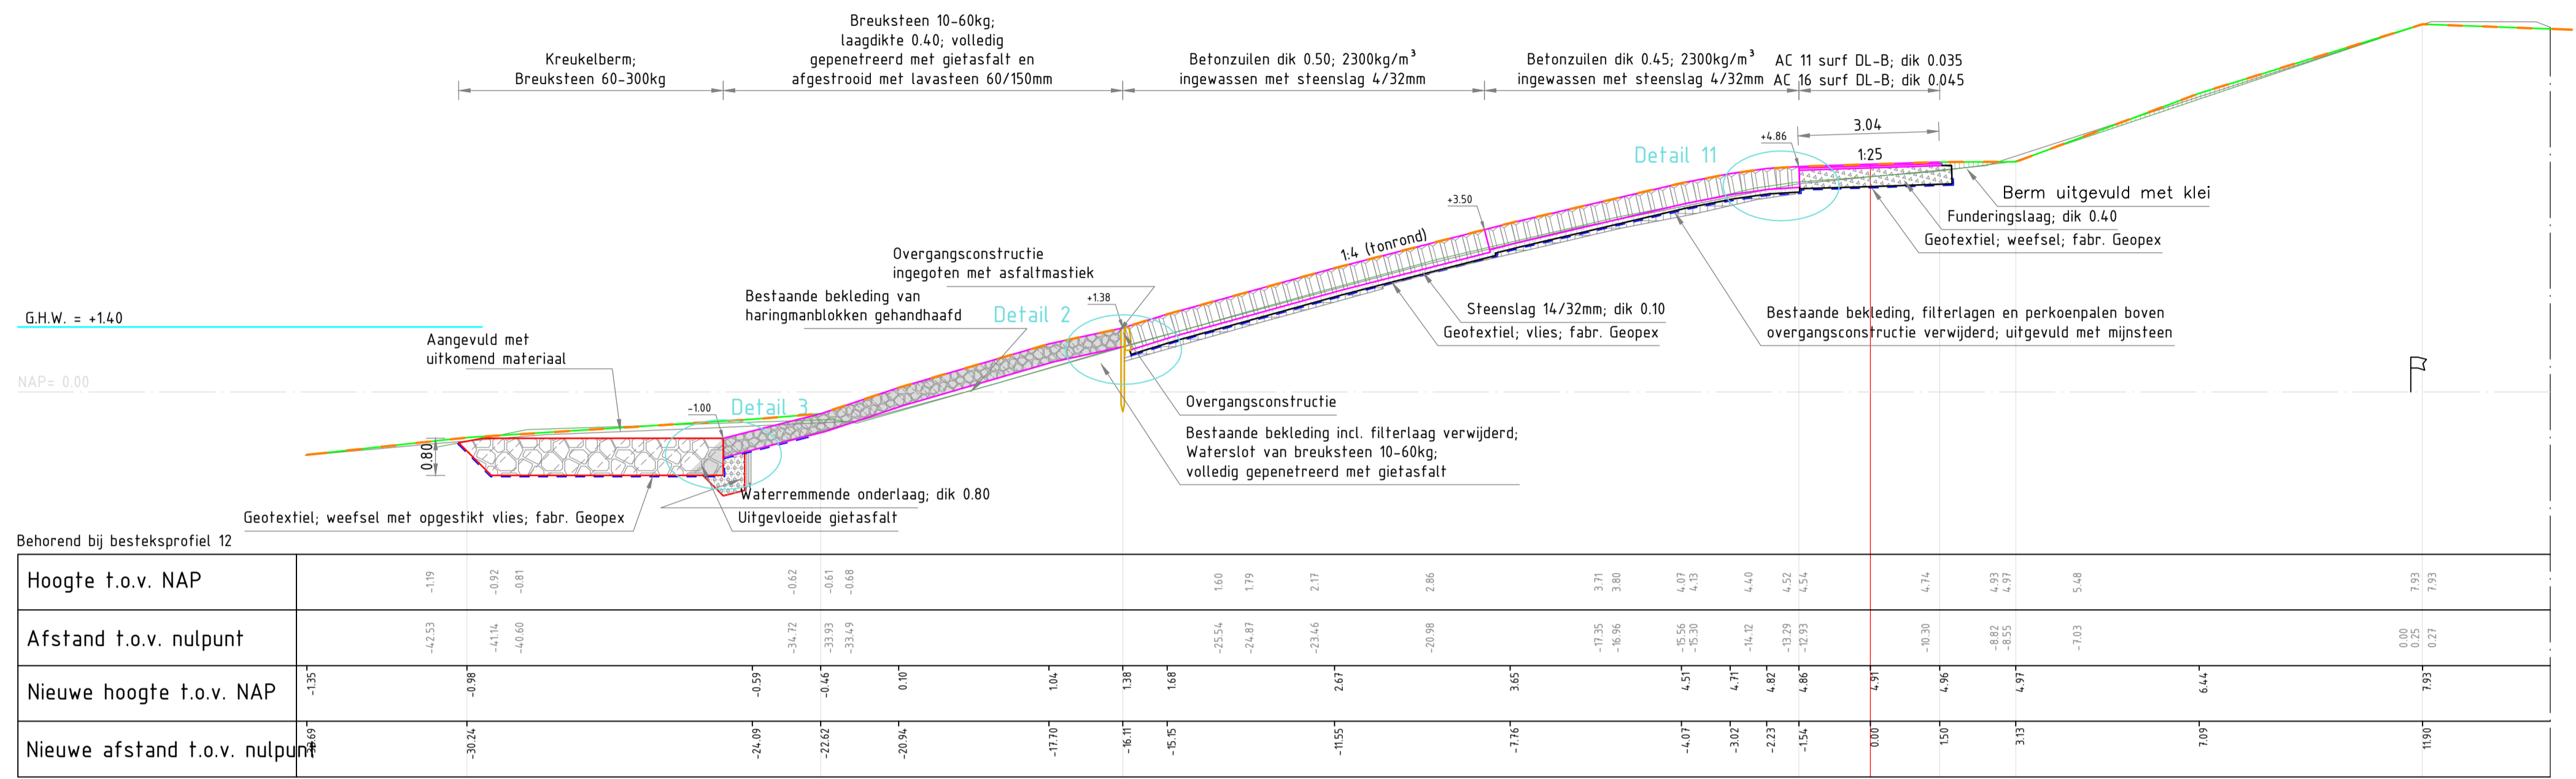 Kreukelberm;
Breuksteen 60-300kg
Breuksteen 10-60kg;
laagdikte 0.40; volledig
gepenetreerd met gietasfalt en
afgestrooid met lavasteen 60/150mm
Betonzuilen dik 0.50; 2300kg/m³
ingewassen met steenslag 4/32mm
Betonzuilen dik 0.45; 2300kg/m³
ingewassen met steenslag 4/32mm
AC 11 surf DL-B; dik 0.035
AC 16 surf DL-B; dik 0.045
3.04
+4.86
1:25
Detail 11
Berm uitgevuld met klei
Funderingslaag; dik 0.40
Geotextiel; weefsel; fabr. Geopex
+3.50
1:4 (tonrond)
Overgangsconstructie
ingegoten met asfaltmastiek
Bestaande bekleding van
haringmanblokken gehandhaafd
+1.38
Detail 2
Steenslag 14/32mm; dik 0.10
Geotextiel; vlies; fabr. Geopex
Bestaande bekleding, filterlagen en perkoenpalen boven
overgangsconstructie verwijderd; uitgevuld met mijnsteen
G.H.W. = +1.40
Aangevuld met
uitkomend materiaal
NAP= 0.00
-1.00
Detail 3
Overgangsconstructie
Bestaande bekleding incl. filterlaag verwijderd;
Waterslot van breuksteen 10-60kg;
volledig gepenetreerd met gietasfalt
0.80
Waterremmende onderlaag; dik 0.80
Geotextiel; weefsel met opgestikt vlies; fabr. Geopex
Uitgevloeide gietasfalt
Behorend bij besteksprofiel 12
Hoogte t.o.v. NAP
-1.19 -0.92 -0.81 -0.62 -0.61 -0.68 1.60 1.79 2.17 2.86 3.71 3.80 4.07 4.13 4.40 4.52 4.54 4.74 4.93 4.97 5.48 7.93 7.93
Afstand t.o.v. nulpunt
-42.53 -41.14 -40.60 -34.72 -33.93 -33.49 -25.54 -24.87 -23.46 -20.98 -17.35 -16.96 -15.56 -15.30 -14.12 -13.29 -12.93 -10.30 -8.82 -8.55 -7.03 0.00 0.25 0.27
Nieuwe hoogte t.o.v. NAP
-1.35 -0.98 -0.59 -0.46 0.10 1.04 1.38 1.68 2.67 3.65 4.51 4.71 4.82 4.86 4.91 4.96 4.97 6.44 7.93
Nieuwe afstand t.o.v. nulpunt
-30.24 -24.09 -22.62 -20.94 -17.70 -16.11 -15.15 -11.55 -7.76 -4.07 -3.02 -2.23 -1.54 0.00 1.50 3.13 7.09 11.90